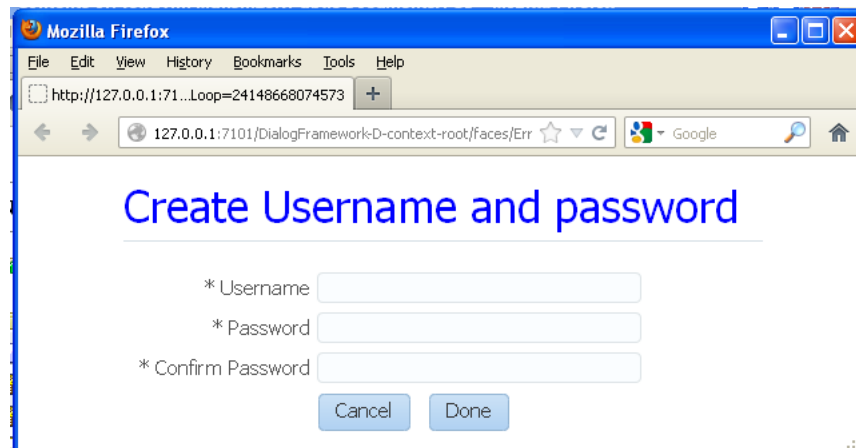 Mozilla Firefox
File Edit View History Bookmarks Tools Help
http://127.0.0.1:71...Loop=24148668074573 +
127.0.0.1:7101/DialogFramework-D-context-root/faces/Err Google
Create Username and password
* Username
* Password
* Confirm Password
Cancel Done